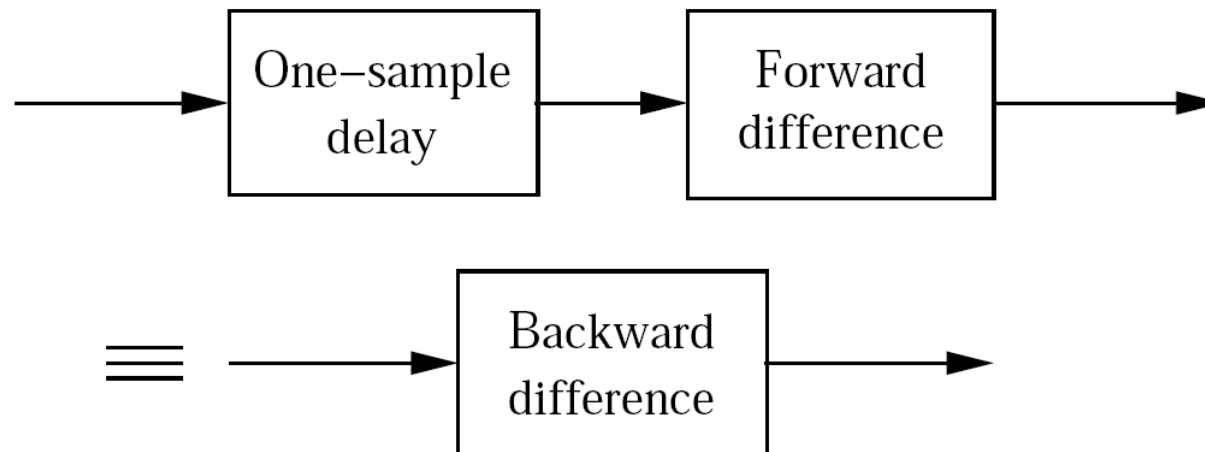 One–sample
delay
Forward
difference
Backward
difference